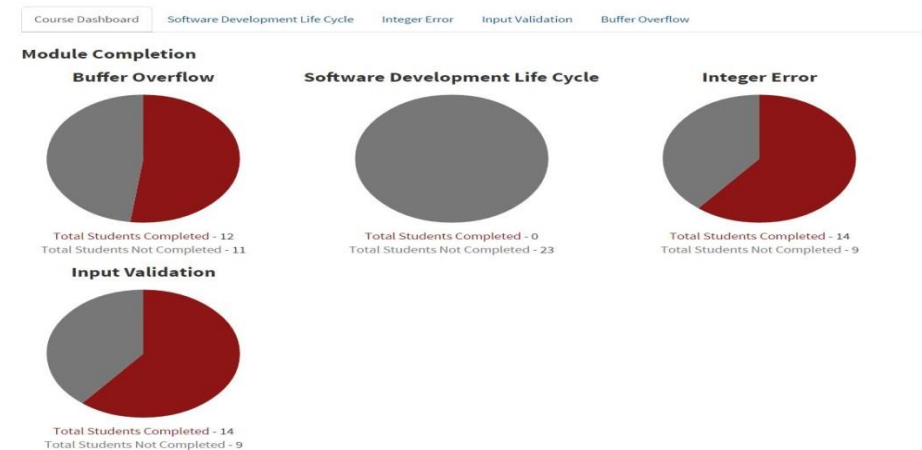 Course Dashboard Software Development Life Cycle Integer Error Input Validation Buffer Overflow
Module Completion
Buffer Overflow Software Development Life Cycle Integer Error
Total Students Completed - 12 Total Students Completed - 0 Total Students Completed - 14
Total Students Not Completed - 11 Total Students Not Completed - 23 Total Students Not Completed - 9
Input Validation
Total Students Completed - 14
Total Students Not Completed - 9